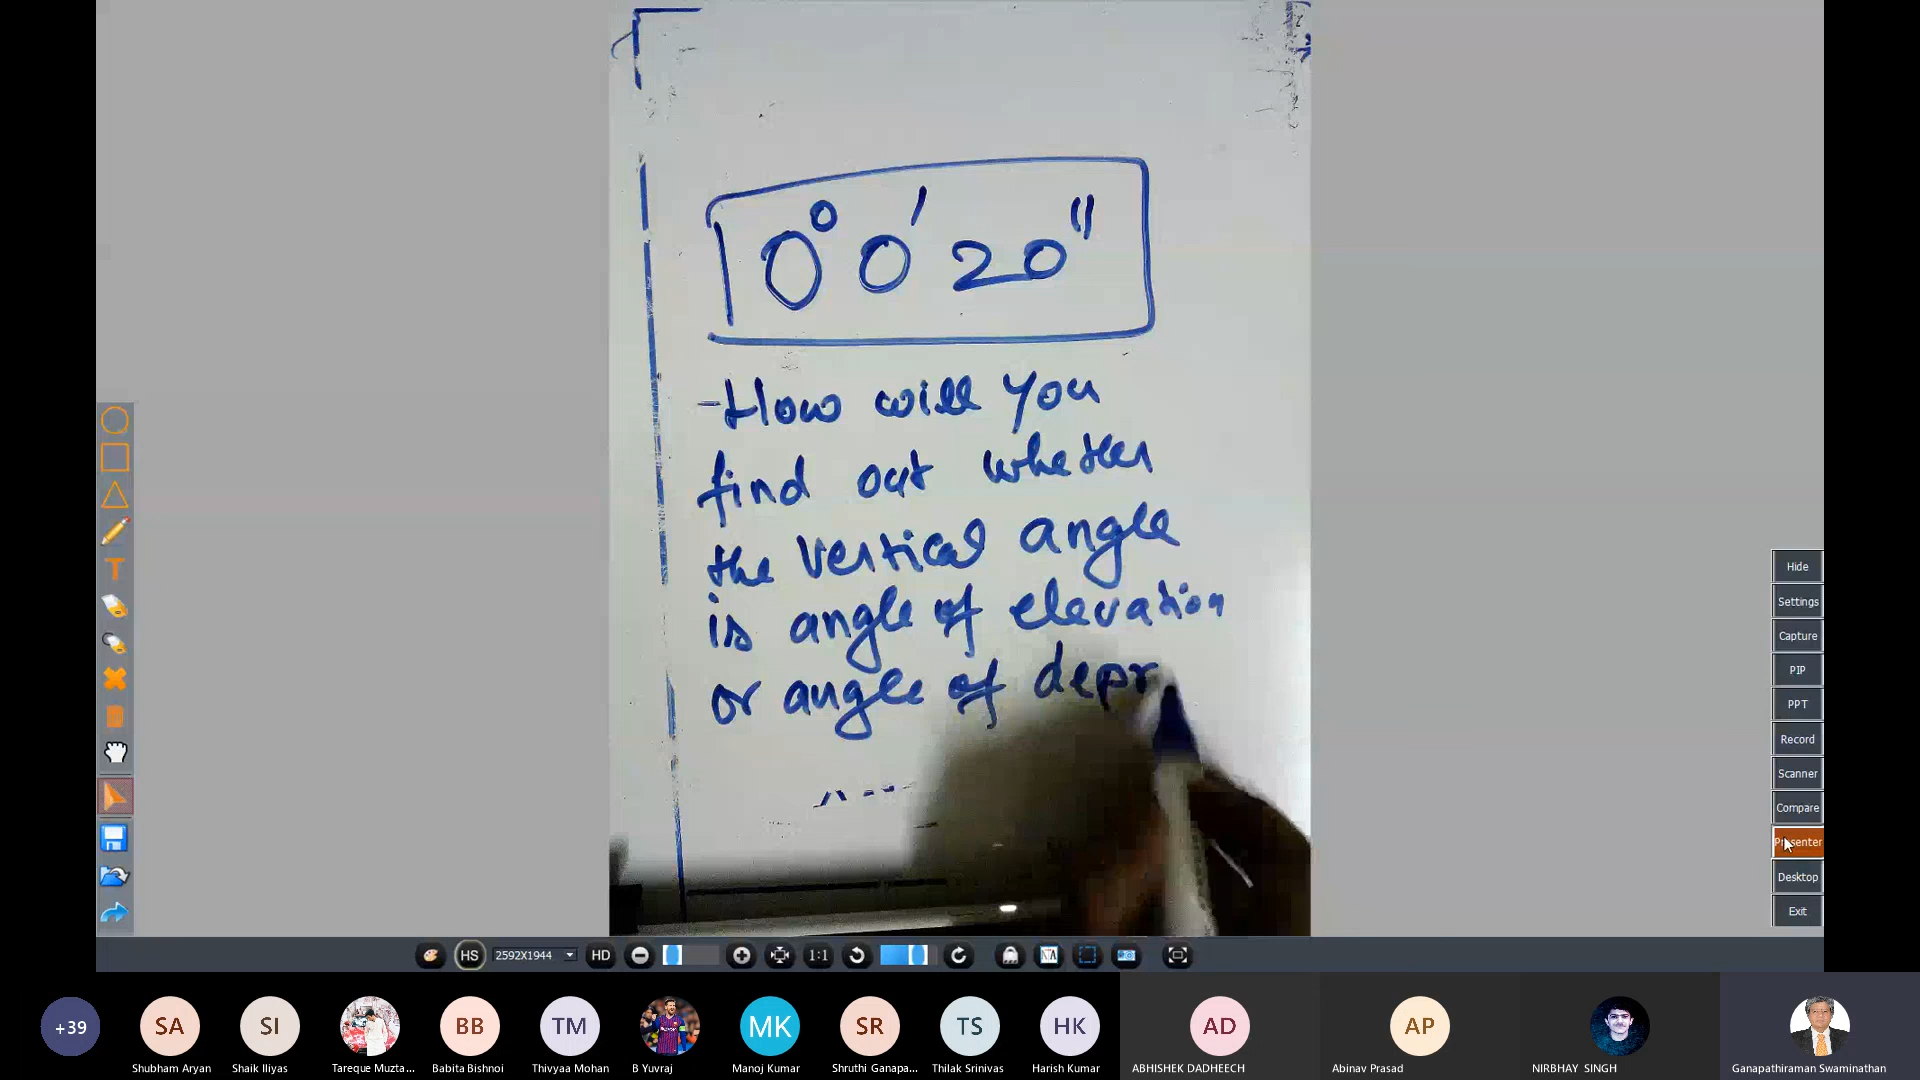 0° 0' 20"
- How will you
find out whether
the vertical angle
is angle of elevation
or angle of depr
T
Hide
Settings
Capture
PIP
PPT
Record
Scanner
Compare
Presenter
Desktop
Exit
HS 2592X1944 HD 1:1
+39 SA SI BB TM MK SR TS HK AD AP
Shubham Aryan Shaik Iliyas Tareque Muzta... Babita Bishnoi Thivyaa Mohan B Yuvraj Manoj Kumar Shruthi Ganapa... Thilak Srinivas Harish Kumar ABHISHEK DADHEECH Abinav Prasad NIRBHAY SINGH Ganapathiraman Swaminathan